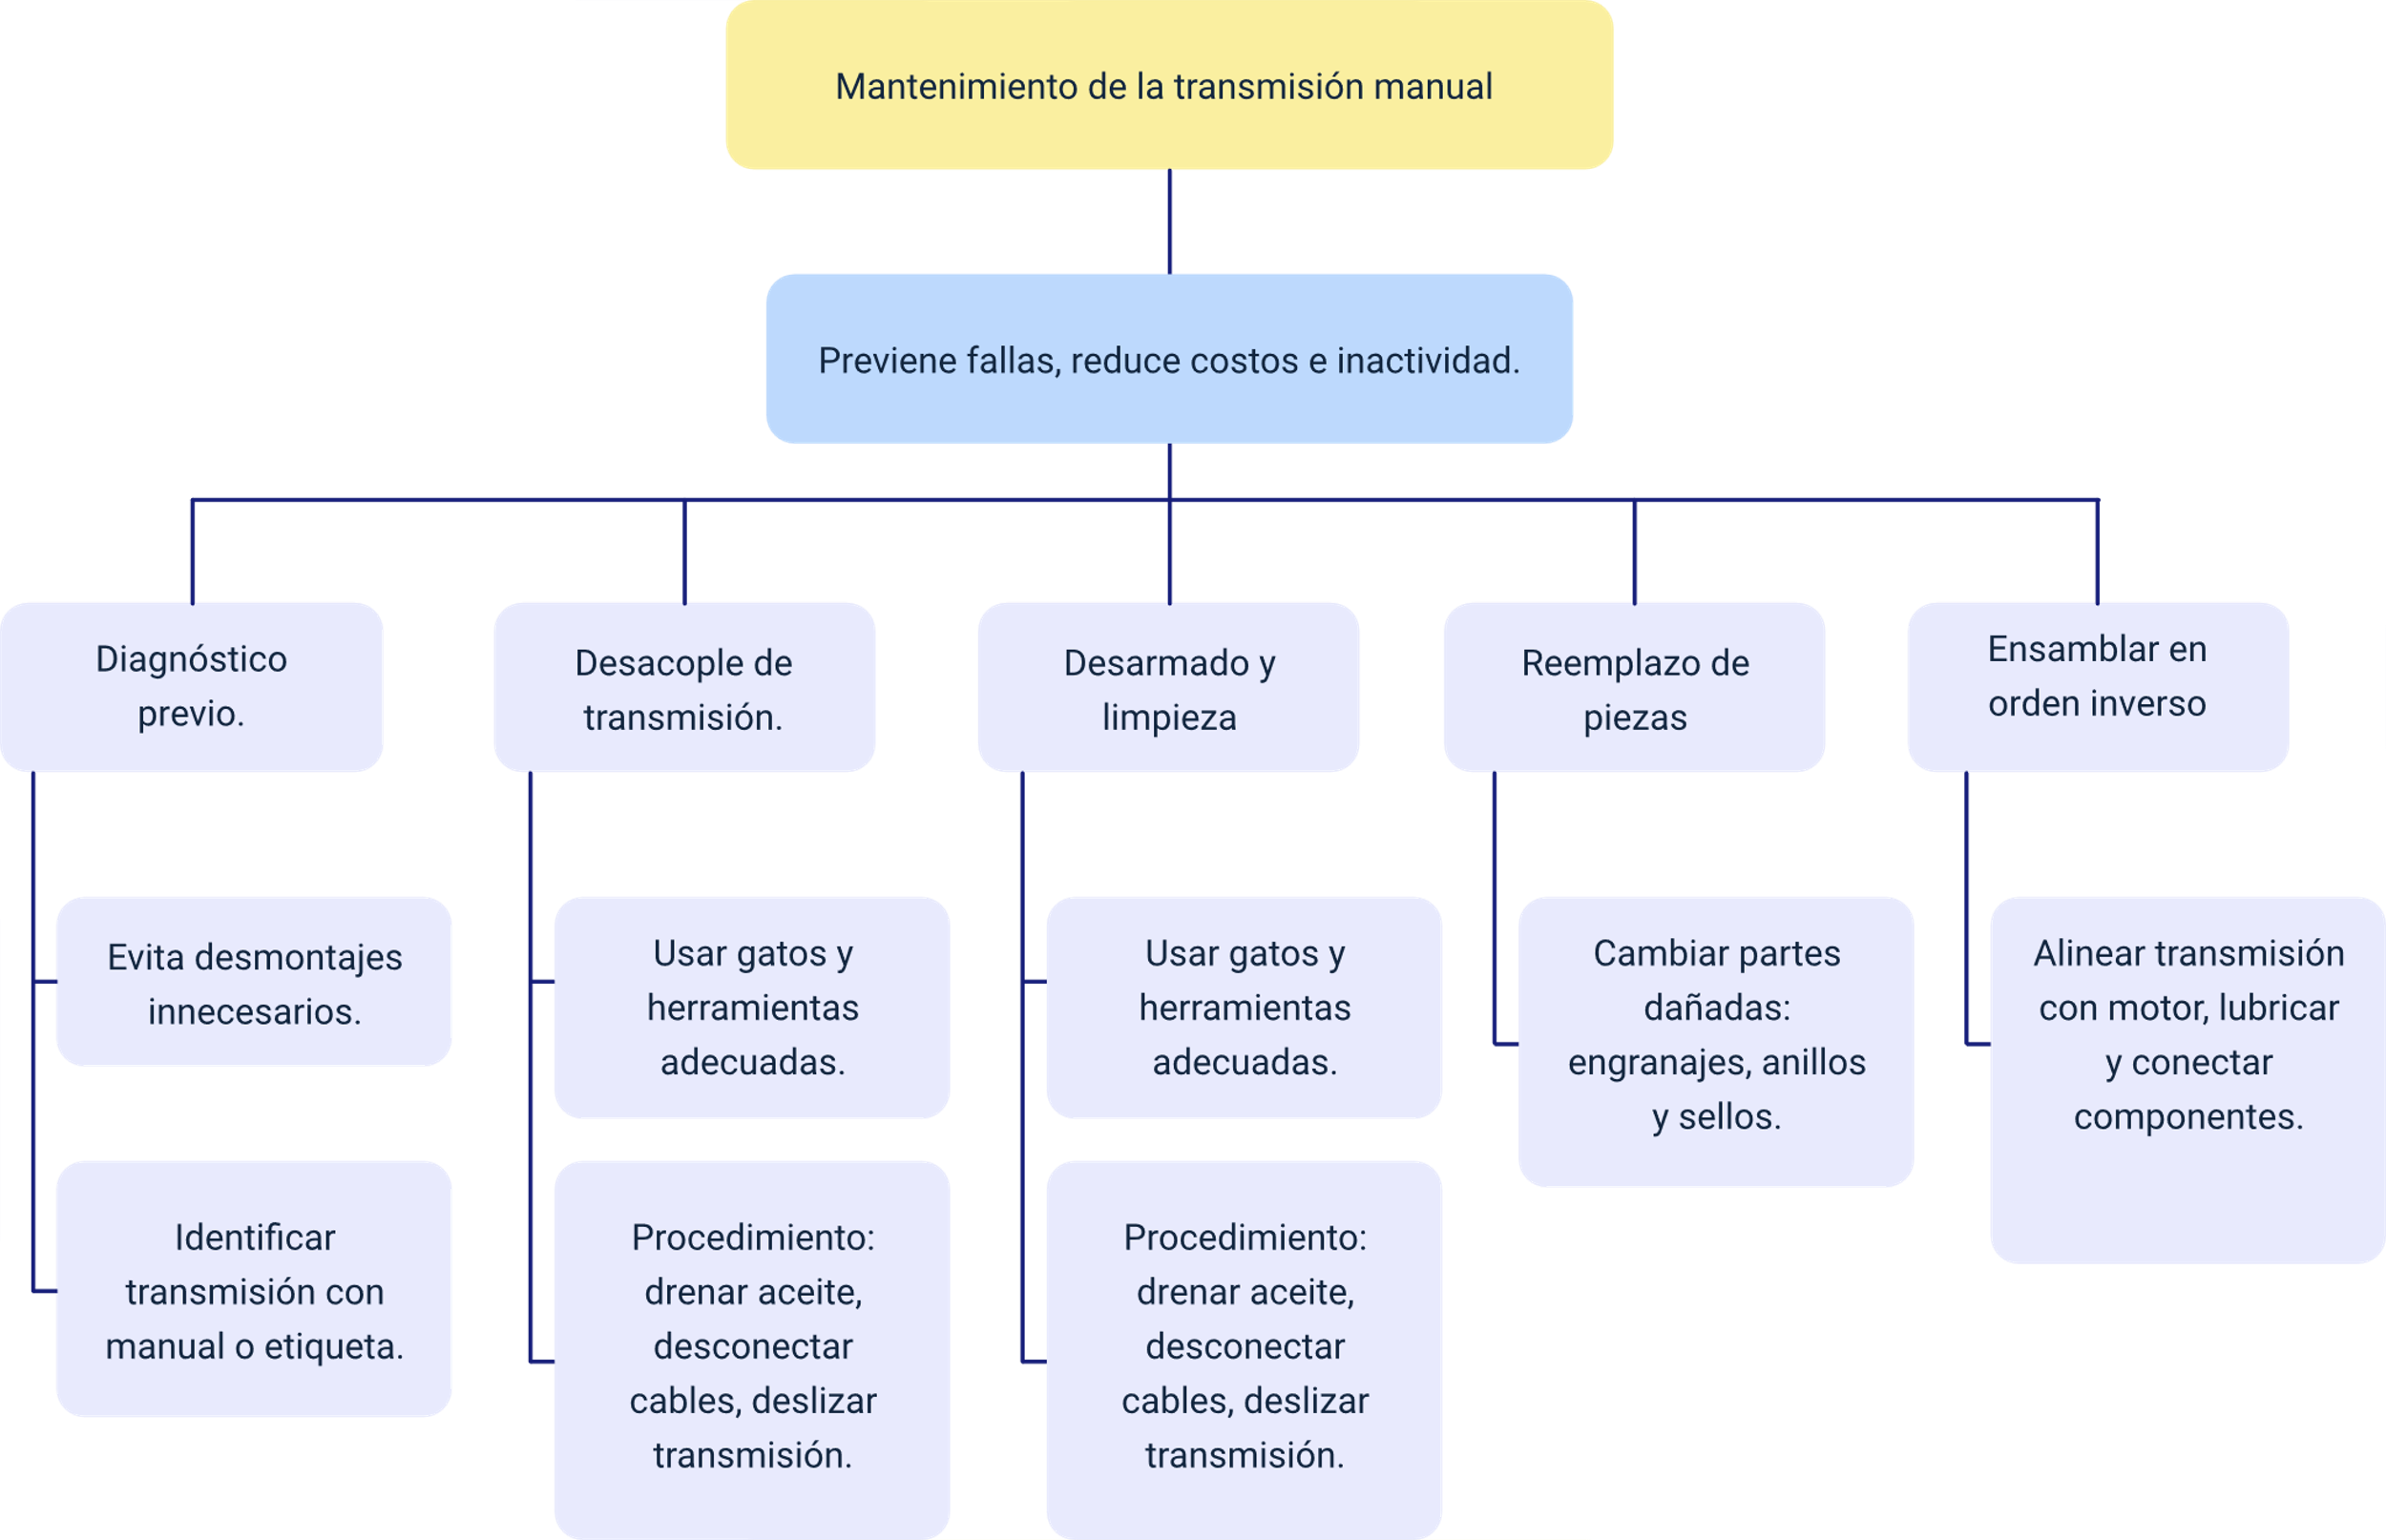 Mantenimiento de la transmisión manual
Previene fallas, reduce costos e inactividad.
Diagnóstico
previo.
Desacople de
transmisión.
Desarmado y
limpieza
Reemplazo de
piezas
Ensamblar en
orden inverso
Evita desmontajes
innecesarios.
Identificar
transmisión con
manual o etiqueta.
Usar gatos y
herramientas
adecuadas.
Procedimiento:
drenar aceite,
desconectar
cables, deslizar
transmisión.
Usar gatos y
herramientas
adecuadas.
Procedimiento:
drenar aceite,
desconectar
cables, deslizar
transmisión.
Cambiar partes
dañadas:
engranajes, anillos
y sellos.
Alinear transmisión
con motor, lubricar
y conectar
componentes.